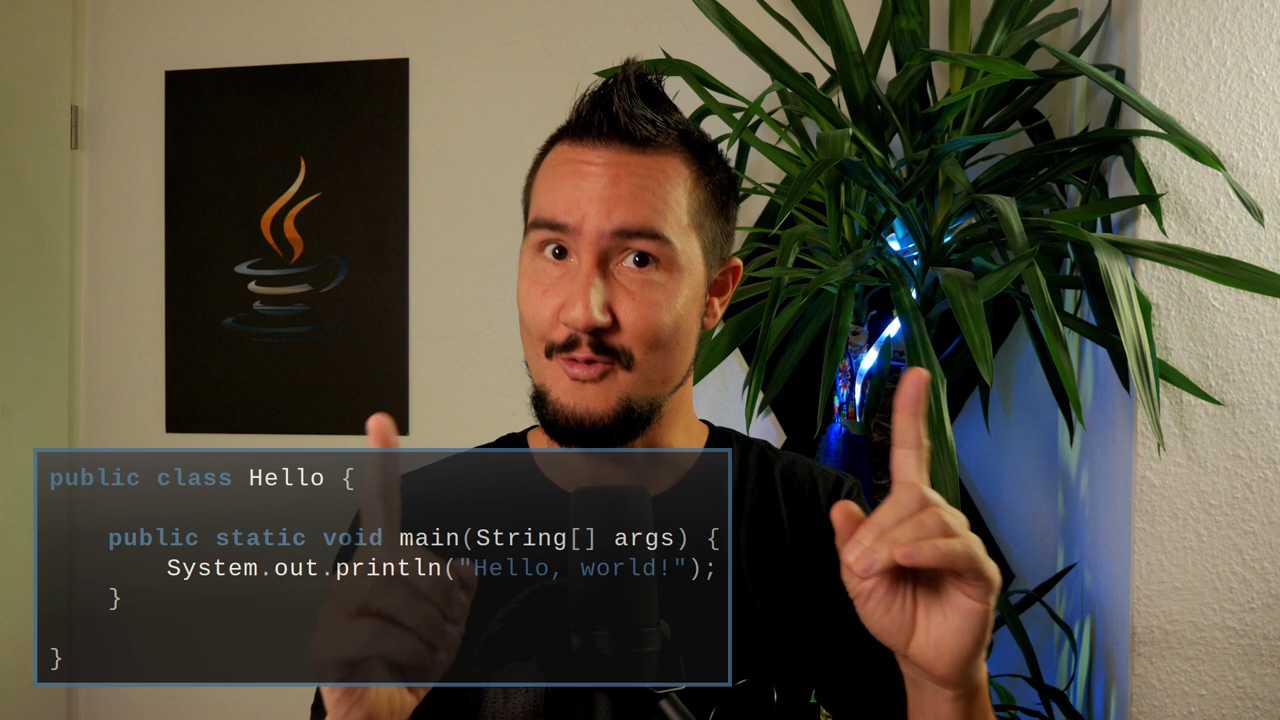 public class Hello {
public static void main(String[] args) {
System.out.println("Hello, world!");
}
}